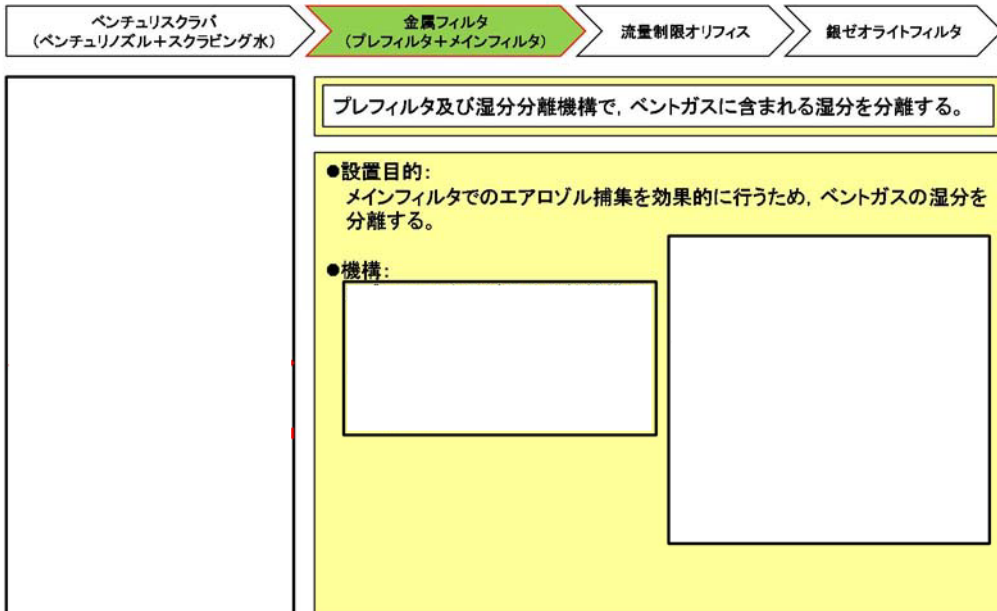 ベンチュリスクラバ
(ベンチュリノズル+スクラビング水)
金属フィルタ
(プレフィルタ+メインフィルタ)
流量制限オリフィス
銀ゼオライトフィルタ
プレフィルタ及び湿分分離機構で，ベントガスに含まれる湿分を分離する。
●設置目的：
メインフィルタでのエアロゾル捕集を効果的に行うため，ベントガスの湿分を
分離する。
●機構：